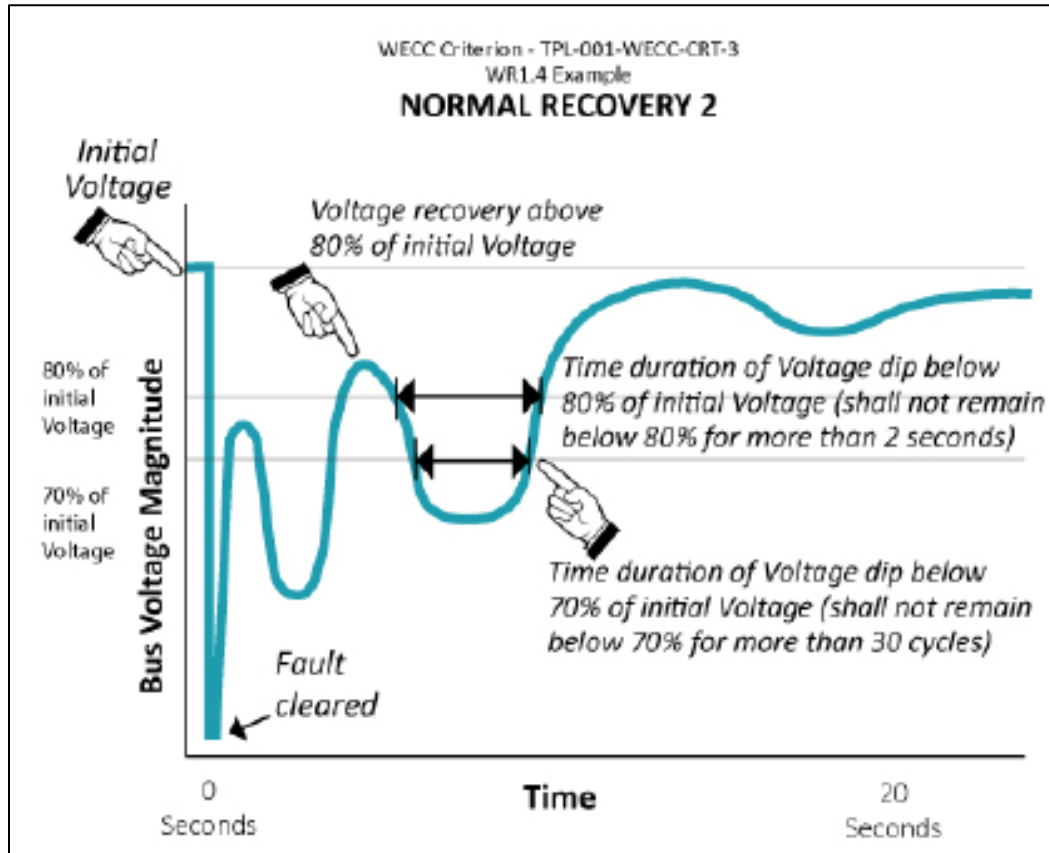 WECC Criterion - TPL-001-WECC-CRT-3
WR1.4 Example
NORMAL RECOVERY 2
Initial
Voltage
Voltage recovery above
80% of initial Voltage
80% of
initial
Voltage
Time duration of Voltage dip below
80% of initial Voltage (shall not remain
below 80% for more than 2 seconds)
70% of
initial
Voltage
Bus Voltage Magnitude
Time duration of Voltage dip below
70% of initial Voltage (shall not remain
below 70% for more than 30 cycles)
Fault
cleared
0
Seconds
Time
20
Seconds